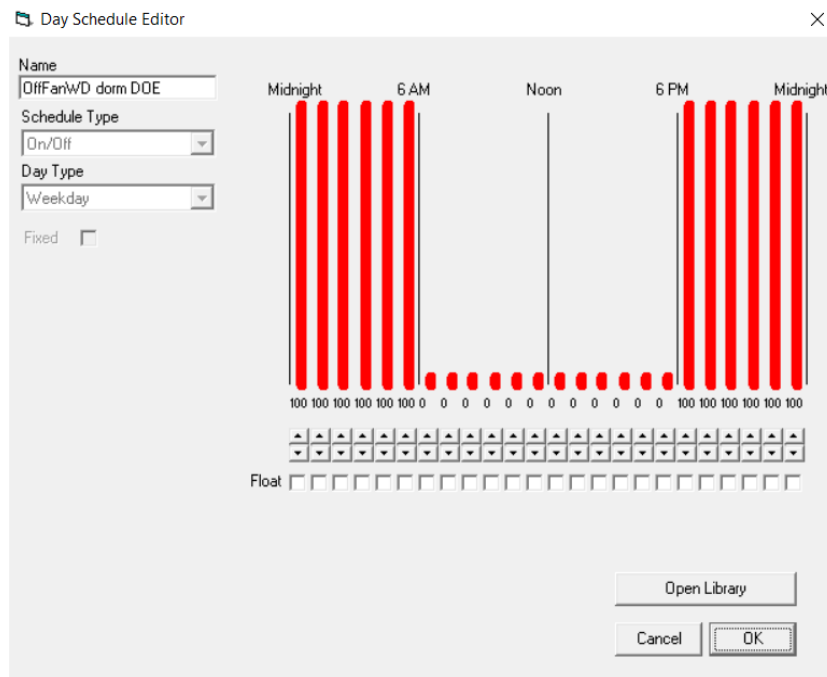 Day Schedule Editor
Name
OffFanWD dorm DOE
Schedule Type
On/Off
Day Type
Weekday
Fixed
Midnight 6 AM Noon 6 PM Midnight
100 100 100 100 100 100 0 0 0 0 0 0 0 0 0 0 0 0 100 100 100 100 100 100
Float
Open Library
Cancel OK